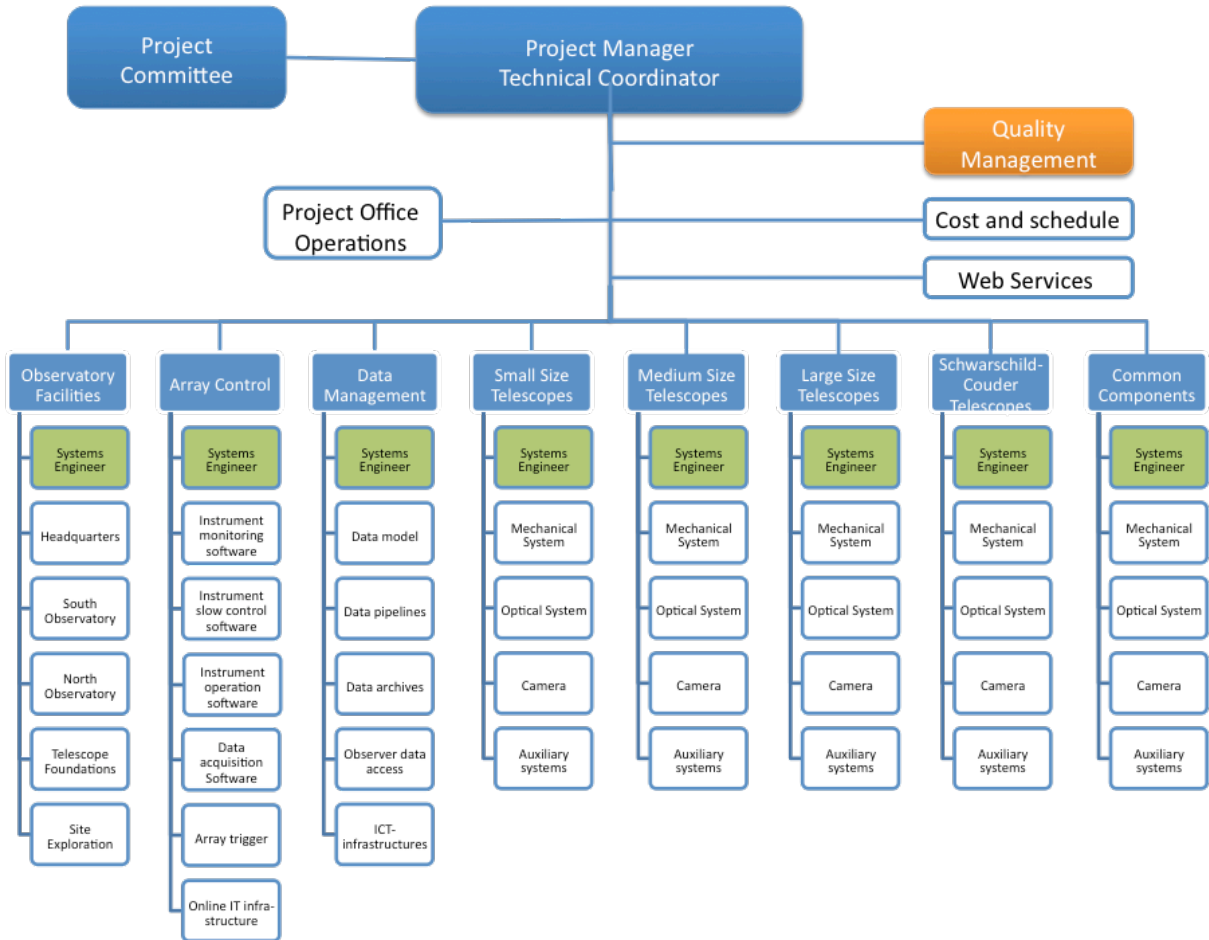 Project
Committee
Project Manager
Technical Coordinator
Quality
Management
Project Office
Operations
Cost and schedule
Web Services
Observatory
Facilities
Systems
Engineer
Headquarters
South
Observatory
North
Observatory
Telescope
Foundations
Site
Exploration
Array Control
Systems
Engineer
Instrument
monitoring
software
Instrument
slow control
software
Instrument
operation
software
Data
acquisition
Software
Array trigger
Online IT infra-
structure
Data
Management
Systems
Engineer
Data model
Data pipelines
Data archives
Observer data
access
ICT-
infrastructures
Small Size
Telescopes
Systems
Engineer
Mechanical
System
Optical System
Camera
Auxiliary
systems
Medium Size
Telescopes
Systems
Engineer
Mechanical
System
Optical System
Camera
Auxiliary
systems
Large Size
Telescopes
Systems
Engineer
Mechanical
System
Optical System
Camera
Auxiliary
systems
Schwarschild-
Couder
Telescopes
Systems
Engineer
Mechanical
System
Optical System
Camera
Auxiliary
systems
Common
Components
Systems
Engineer
Mechanical
System
Optical System
Camera
Auxiliary
systems